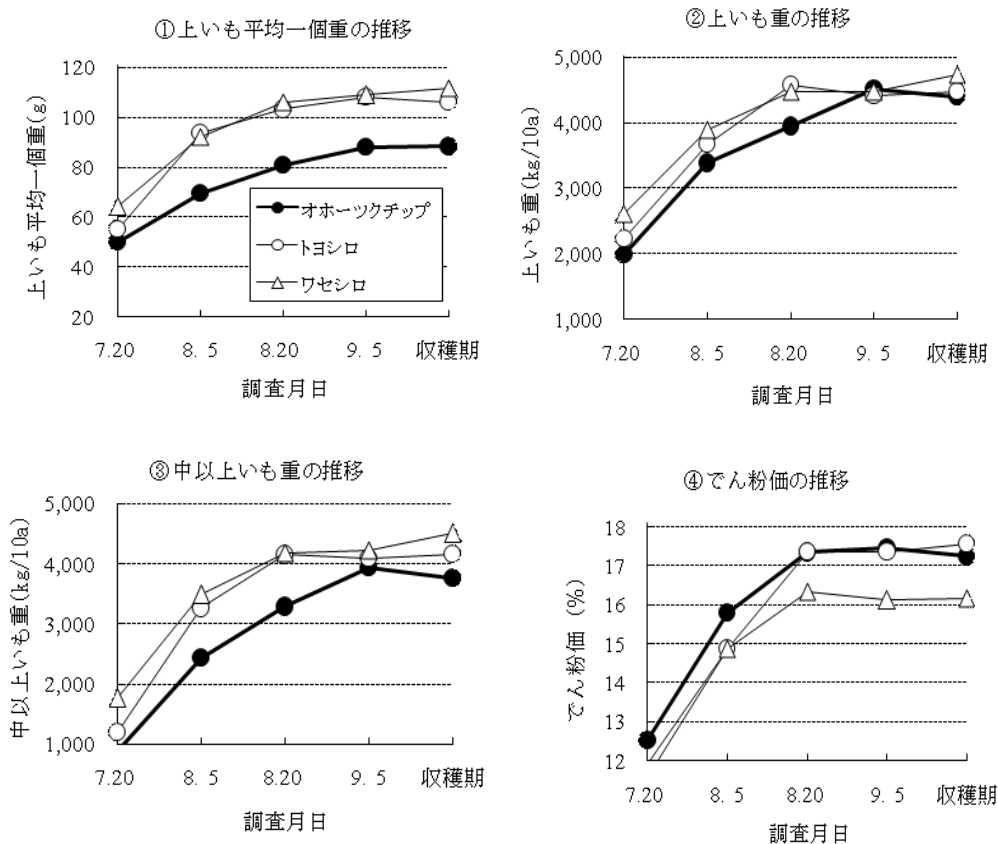 ①上いも平均一個重の推移
上いも平均一個重(g)
120
100
80
60
40
20
オホーツクチップ
トヨシロ
ワセシロ
7.20 8. 5 8.20 9. 5 収穫期
調査月日
②上いも重の推移
上いも重(kg/10a)
5,000
4,000
3,000
2,000
1,000
7.20 8. 5 8.20 9. 5 収穫期
調査月日
③中以上いも重の推移
中以上いも重(kg/10a)
5,000
4,000
3,000
2,000
1,000
7.20 8. 5 8.20 9. 5 収穫期
調査月日
④でん粉価の推移
でん粉価 (%)
18
17
16
15
14
13
12
7.20 8. 5 8.20 9. 5 収穫期
調査月日